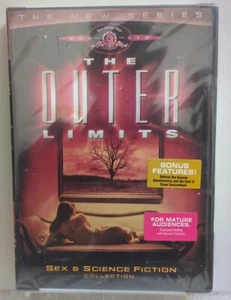 THE NEW SERIES
THE
OUTER
LIMITS
BONUS
FEATURES!
FOR MATURE
AUDIENCES.
SEX & SCIENCE FICTION
COLLECTION